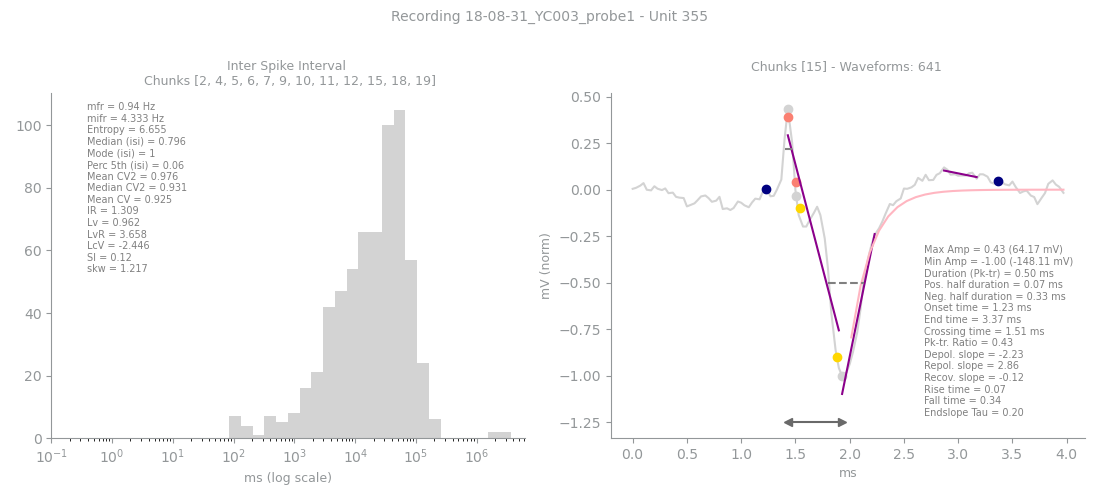 Recording 18-08-31_YC003_probe1 - Unit 355
Inter Spike Interval
Chunks [2, 4, 5, 6, 7, 9, 10, 11, 12, 15, 18, 19]
mfr = 0.94 Hz
mifr = 4.333 Hz
Entropy = 6.655
Median (isi) = 0.796
Mode (isi) = 1
Perc 5th (isi) = 0.06
Mean CV2 = 0.976
Median CV2 = 0.931
Mean CV = 0.925
IR = 1.309
Lv = 0.962
LvR = 3.658
LcV = -2.446
SI = 0.12
skw = 1.217
100
80
60
40
20
0
10⁻¹ 10⁰ 10¹ 10² 10³ 10⁴ 10⁵ 10⁶
ms (log scale)
Chunks [15] - Waveforms: 641
mV (norm)
0.50
0.25
0.00
−0.25
−0.50
−0.75
−1.00
−1.25
Max Amp = 0.43 (64.17 mV)
Min Amp = -1.00 (-148.11 mV)
Duration (Pk-tr) = 0.50 ms
Pos. half duration = 0.07 ms
Neg. half duration = 0.33 ms
Onset time = 1.23 ms
End time = 3.37 ms
Crossing time = 1.51 ms
Pk-tr. Ratio = 0.43
Depol. slope = -2.23
Repol. slope = 2.86
Recov. slope = -0.12
Rise time = 0.07
Fall time = 0.34
Endslope Tau = 0.20
0.0 0.5 1.0 1.5 2.0 2.5 3.0 3.5 4.0
ms